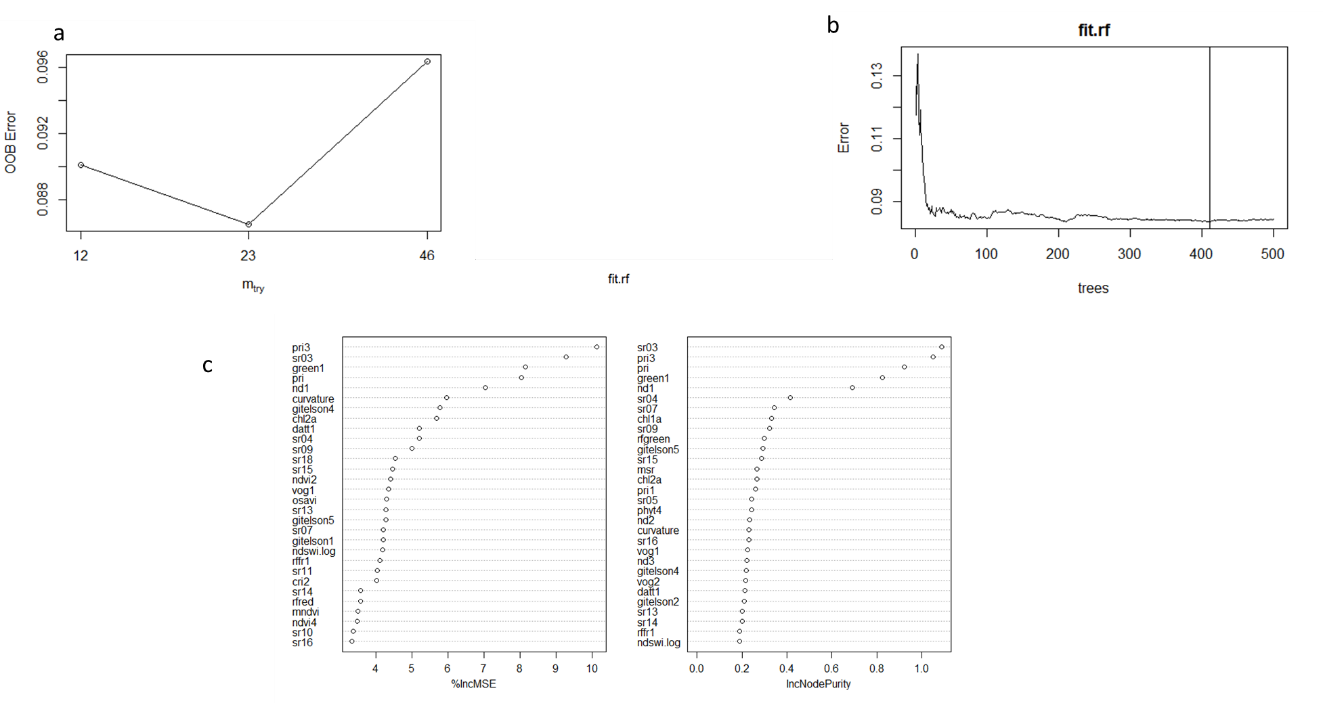 a
0.096
0.092
0.088
OOB Error
12 23 46
mtry
b
fit.rf
0.13
0.11
0.09
Error
0 100 200 300 400 500
trees
fit.rf
c
pri3
sr03
green1
pri
nd1
curvature
gitelson4
chl2a
datt1
sr04
sr09
sr18
sr15
ndvi2
vog1
osavi
sr13
gitelson5
sr07
gitelson1
ndswi.log
rffr1
sr11
cri2
sr14
rfred
mndvi
ndvi4
sr10
sr16
4 5 6 7 8 9 10
%IncMSE
sr03
pri3
pri
green1
nd1
sr04
sr07
chl1a
sr09
rfgreen
gitelson5
sr15
msr
chl2a
pri1
sr05
phyt4
nd2
curvature
sr16
vog1
nd3
gitelson4
vog2
datt1
gitelson2
sr13
sr14
rffr1
ndswi.log
0.0 0.2 0.4 0.6 0.8 1.0
IncNodePurity